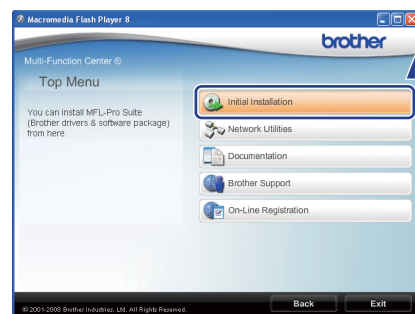 Macromedia Flash Player 8
brother
Multi-Function Center ®
Top Menu
You can install MFL-Pro Suite
(Brother drivers & software package)
from here.
Initial Installation
Network Utilities
Documentation
Brother Support
On-Line Registration
© 2001-2008 Brother Industries, Ltd. All Rights Reserved.
Back
Exit